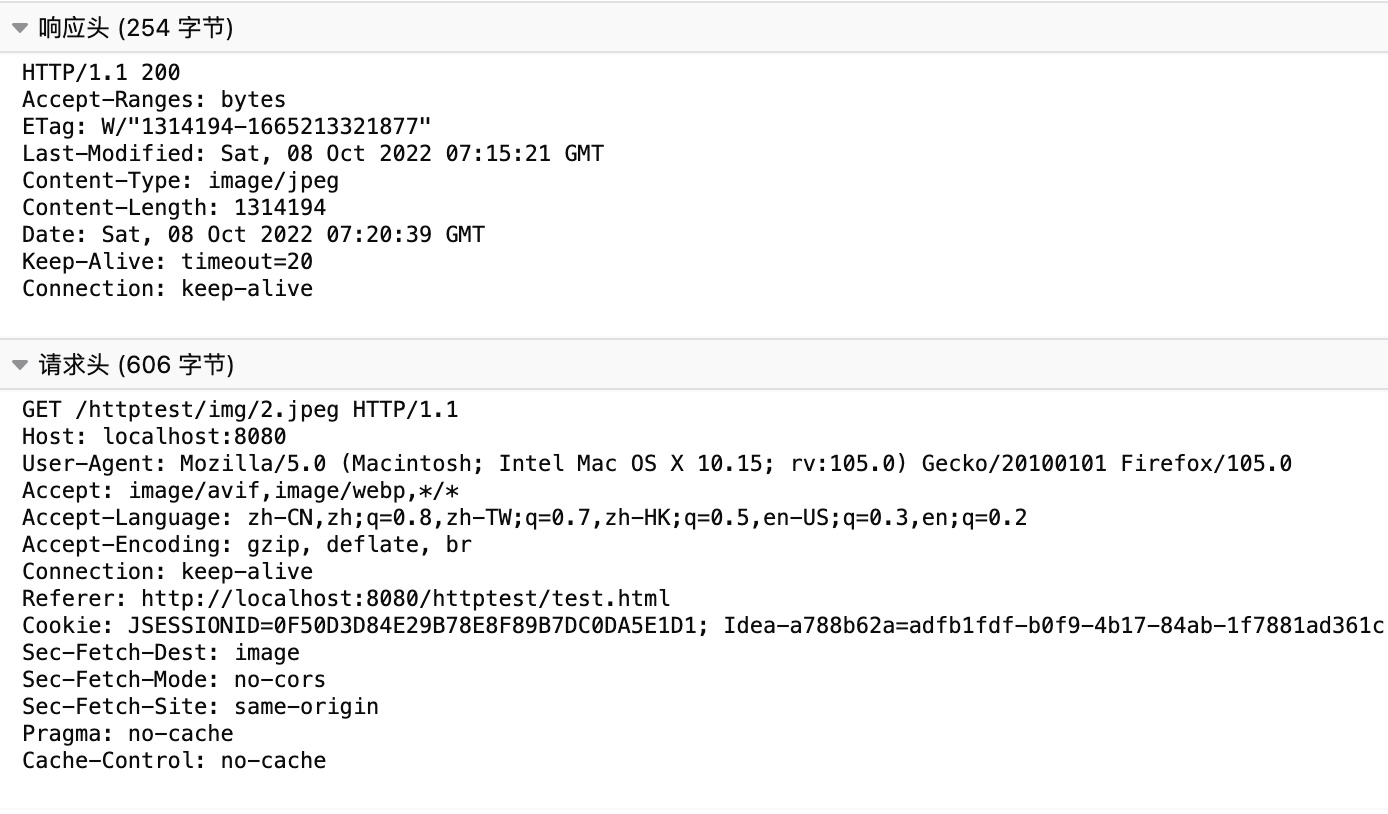 响应头 (254 字节)
HTTP/1.1 200
Accept-Ranges: bytes
ETag: W/"1314194-1665213321877"
Last-Modified: Sat, 08 Oct 2022 07:15:21 GMT
Content-Type: image/jpeg
Content-Length: 1314194
Date: Sat, 08 Oct 2022 07:20:39 GMT
Keep-Alive: timeout=20
Connection: keep-alive
请求头 (606 字节)
GET /httptest/img/2.jpeg HTTP/1.1
Host: localhost:8080
User-Agent: Mozilla/5.0 (Macintosh; Intel Mac OS X 10.15; rv:105.0) Gecko/20100101 Firefox/105.0
Accept: image/avif,image/webp,*/*
Accept-Language: zh-CN,zh;q=0.8,zh-TW;q=0.7,zh-HK;q=0.5,en-US;q=0.3,en;q=0.2
Accept-Encoding: gzip, deflate, br
Connection: keep-alive
Referer: http://localhost:8080/httptest/test.html
Cookie: JSESSIONID=0F50D3D84E29B78E8F89B7DC0DA5E1D1; Idea-a788b62a=adfb1fdf-b0f9-4b17-84ab-1f7881ad361c
Sec-Fetch-Dest: image
Sec-Fetch-Mode: no-cors
Sec-Fetch-Site: same-origin
Pragma: no-cache
Cache-Control: no-cache